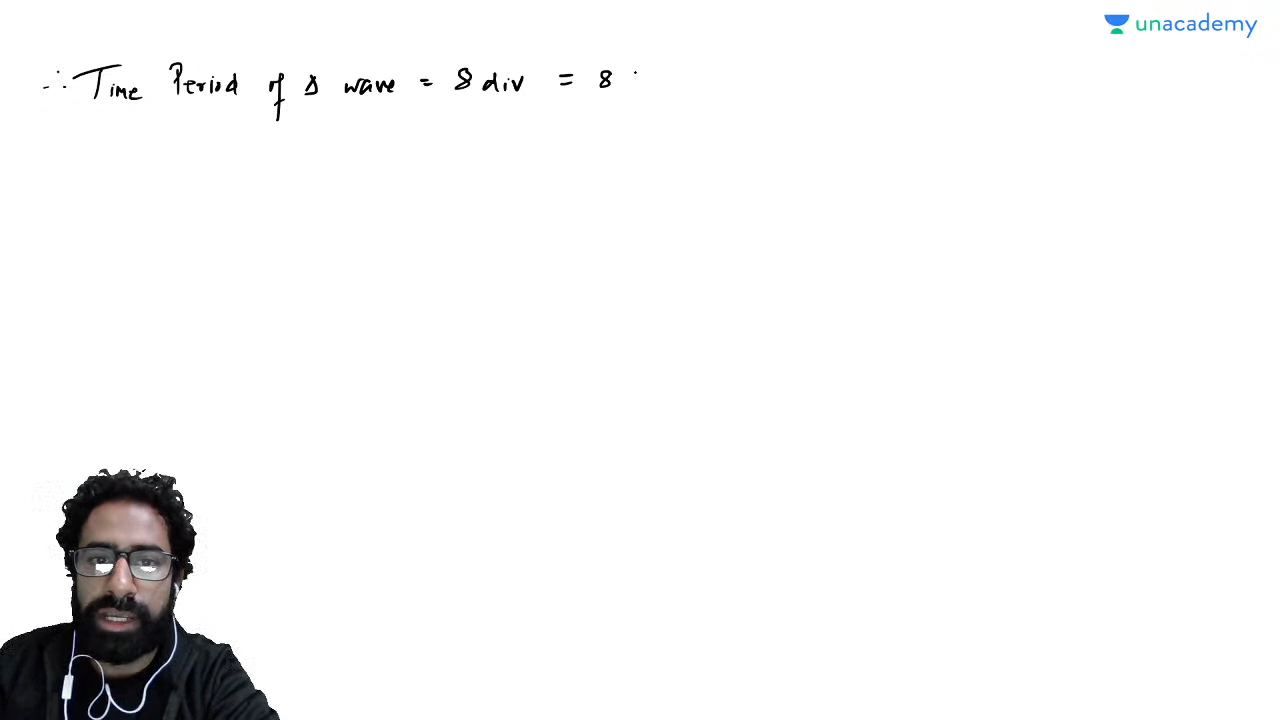 unacademy
∴ Time Period of Δ wave = 8 div = 8